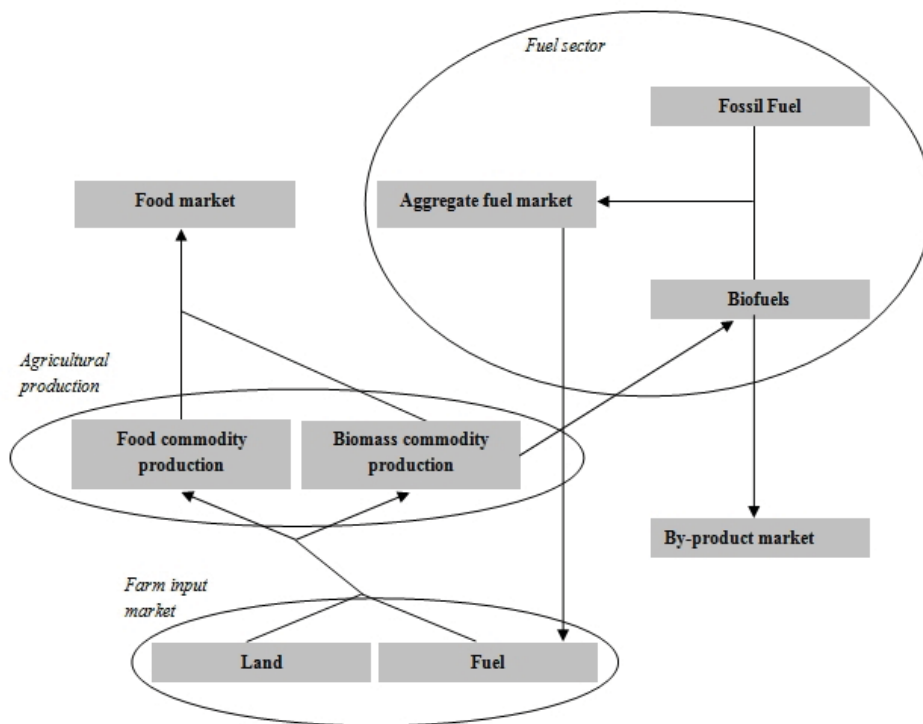 Fuel sector
Fossil Fuel
Food market
Aggregate fuel market
Biofuels
Agricultural
production
Food commodity
production
Biomass commodity
production
By-product market
Farm input
market
Land
Fuel